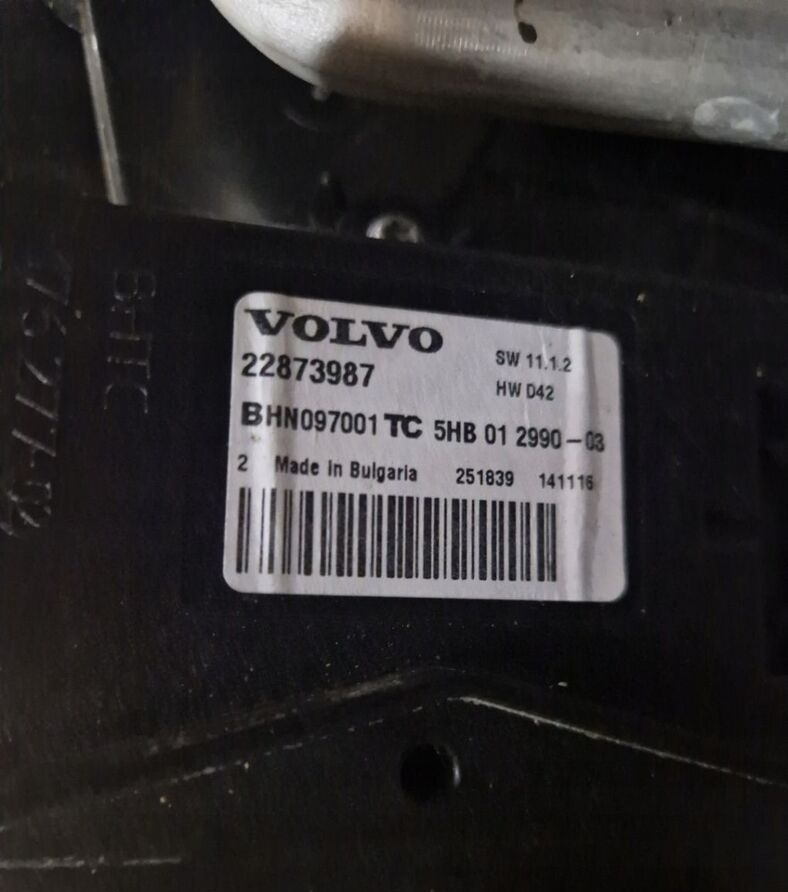 VOLVO
22873987
SW 11.1.2
HW D42
BHN097001 TC 5HB 01 2990-03
2 Made in Bulgaria 251839 141116
BHTC